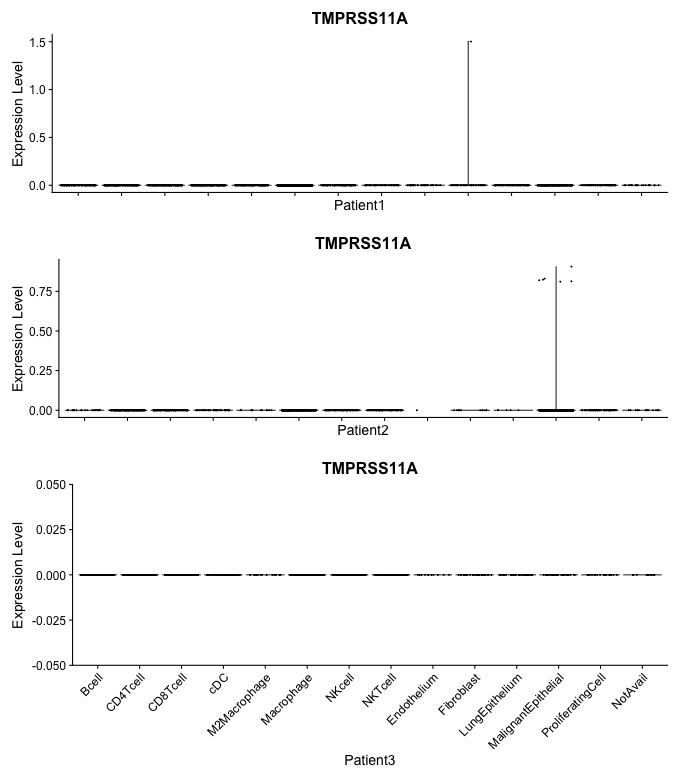 TMPRSS11A
Expression Level
1.5
1.0
0.5
0.0
Patient1
TMPRSS11A
Expression Level
0.75
0.50
0.25
0.00
Patient2
TMPRSS11A
Expression Level
0.050
0.025
0.000
-0.025
-0.050
Bcell
CD4Tcell
CD8Tcell
cDC
M2Macrophage
Macrophage
NKcell
NKTcell
Endothelium
Fibroblast
LungEpithelium
MalignantEpithelial
ProliferatingCell
NotAvail
Patient3